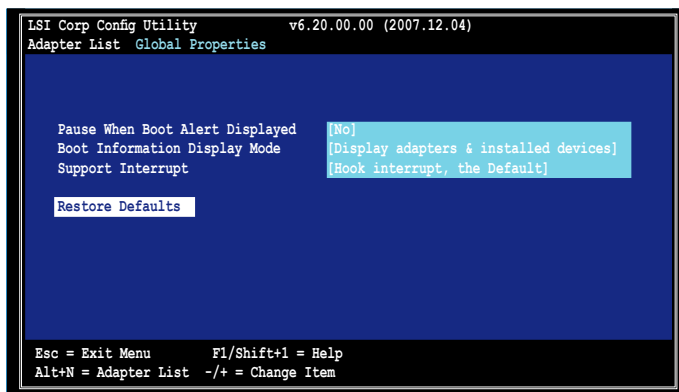 LSI Corp Config Utility v6.20.00.00 (2007.12.04)
Adapter List Global Properties
Pause When Boot Alert Displayed [No]
Boot Information Display Mode [Display adapters & installed devices]
Support Interrupt [Hook interrupt, the Default]
Restore Defaults
Esc = Exit Menu F1/Shift+1 = Help
Alt+N = Adapter List -/+ = Change Item